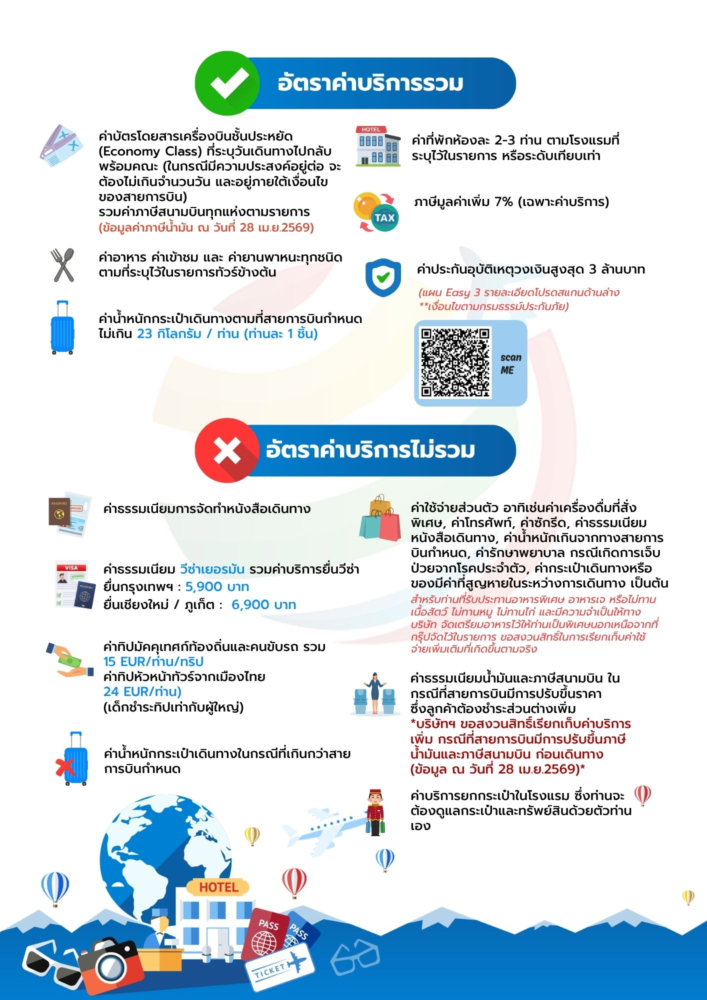 อัตราค่าบริการรวม
ค่าบัตรโดยสารเครื่องบินชั้นประหยัด
(Economy Class) ที่ระบุวันเดินทางไปกลับ
พร้อมคณะ (ในกรณีมีความประสงค์อยู่ต่อ จะ
ต้องไม่เกินจำนวนวัน และอยู่ภายใต้เงื่อนไข
ของสายการบิน)
รวมค่าภาษีสนามบินทุกแห่งตามรายการ
(ข้อมูลค่าภาษีน้ำมัน ณ วันที่ 28 เม.ย.2569)
ค่าอาหาร ค่าเข้าชม และ ค่ายานพาหนะทุกชนิด
ตามที่ระบุไว้ในรายการทัวร์ข้างต้น
ค่าน้ำหนักกระเป๋าเดินทางตามที่สายการบินกำหนด
ไม่เกิน 23 กิโลกรัม / ท่าน (ท่านละ 1 ชิ้น)
HOTEL
ค่าที่พักห้องละ 2-3 ท่าน ตามโรงแรมที่
ระบุไว้ในรายการ หรือระดับเทียบเท่า
TAX
ภาษีมูลค่าเพิ่ม 7% (เฉพาะค่าบริการ)
ค่าประกันอุบัติเหตุวงเงินสูงสุด 3 ล้านบาท
(แผน Easy 3 รายละเอียดโปรดสแกนด้านล่าง
**เงื่อนไขตามกรมธรรม์ประกันภัย)
scan
ME
อัตราค่าบริการไม่รวม
PASSPORT
ค่าธรรมเนียมการจัดทำหนังสือเดินทาง
VISA
APPROVED
PASSPORT
ค่าธรรมเนียม วีซ่าเยอรมัน รวมค่าบริการยื่นวีซ่า
ยื่นกรุงเทพฯ : 5,900 บาท
ยื่นเชียงใหม่ / ภูเก็ต :  6,900 บาท
ค่าทิปมัคคุเทศก์ท้องถิ่นและคนขับรถ รวม
15 EUR/ท่าน/ทริป
ค่าทิปหัวหน้าทัวร์จากเมืองไทย
24 EUR/ท่าน)
(เด็กชำระทิปเท่ากับผู้ใหญ่)
ค่าน้ำหนักกระเป๋าเดินทางในกรณีที่เกินกว่าสาย
การบินกำหนด
ค่าใช้จ่ายส่วนตัว อาทิเช่นค่าเครื่องดื่มที่สั่ง
พิเศษ, ค่าโทรศัพท์, ค่าซักรีด, ค่าธรรมเนียม
หนังสือเดินทาง, ค่าน้ำหนักเกินจากทางสายการ
บินกำหนด, ค่ารักษาพยาบาล กรณีเกิดการเจ็บ
ป่วยจากโรคประจำตัว, ค่ากระเป๋าเดินทางหรือ
ของมีค่าที่สูญหายในระหว่างการเดินทาง เป็นต้น
สำหรับท่านที่รับประทานอาหารพิเศษ อาหารเจ หรือไม่ทาน
เนื้อสัตว์ ไม่ทานหมู ไม่ทานไก่ และมีความจำเป็นให้ทาง
บริษัท จัดเตรียมอาหารไว้ให้ท่านเป็นพิเศษนอกเหนือจากที่
กรุ๊ปจัดไว้ในรายการ ขอสงวนสิทธิ์ในการเรียกเก็บค่าใช้
จ่ายเพิ่มเติมที่เกิดขึ้นตามจริง
ค่าธรรมเนียมน้ำมันและภาษีสนามบิน ใน
กรณีที่สายการบินมีการปรับขึ้นราคา
ซึ่งลูกค้าต้องชำระส่วนต่างเพิ่ม
*บริษัทฯ ขอสงวนสิทธิ์เรียกเก็บค่าบริการ
เพิ่ม กรณีที่สายการบินมีการปรับขึ้นภาษี
น้ำมันและภาษีสนามบิน ก่อนเดินทาง
(ข้อมูล ณ วันที่ 28 เม.ย.2569)*
ค่าบริการยกกระเป๋าในโรงแรม ซึ่งท่านจะ
ต้องดูแลกระเป๋าและทรัพย์สินด้วยตัวท่าน
เอง
HOTEL
PASS
PASS
TICKET